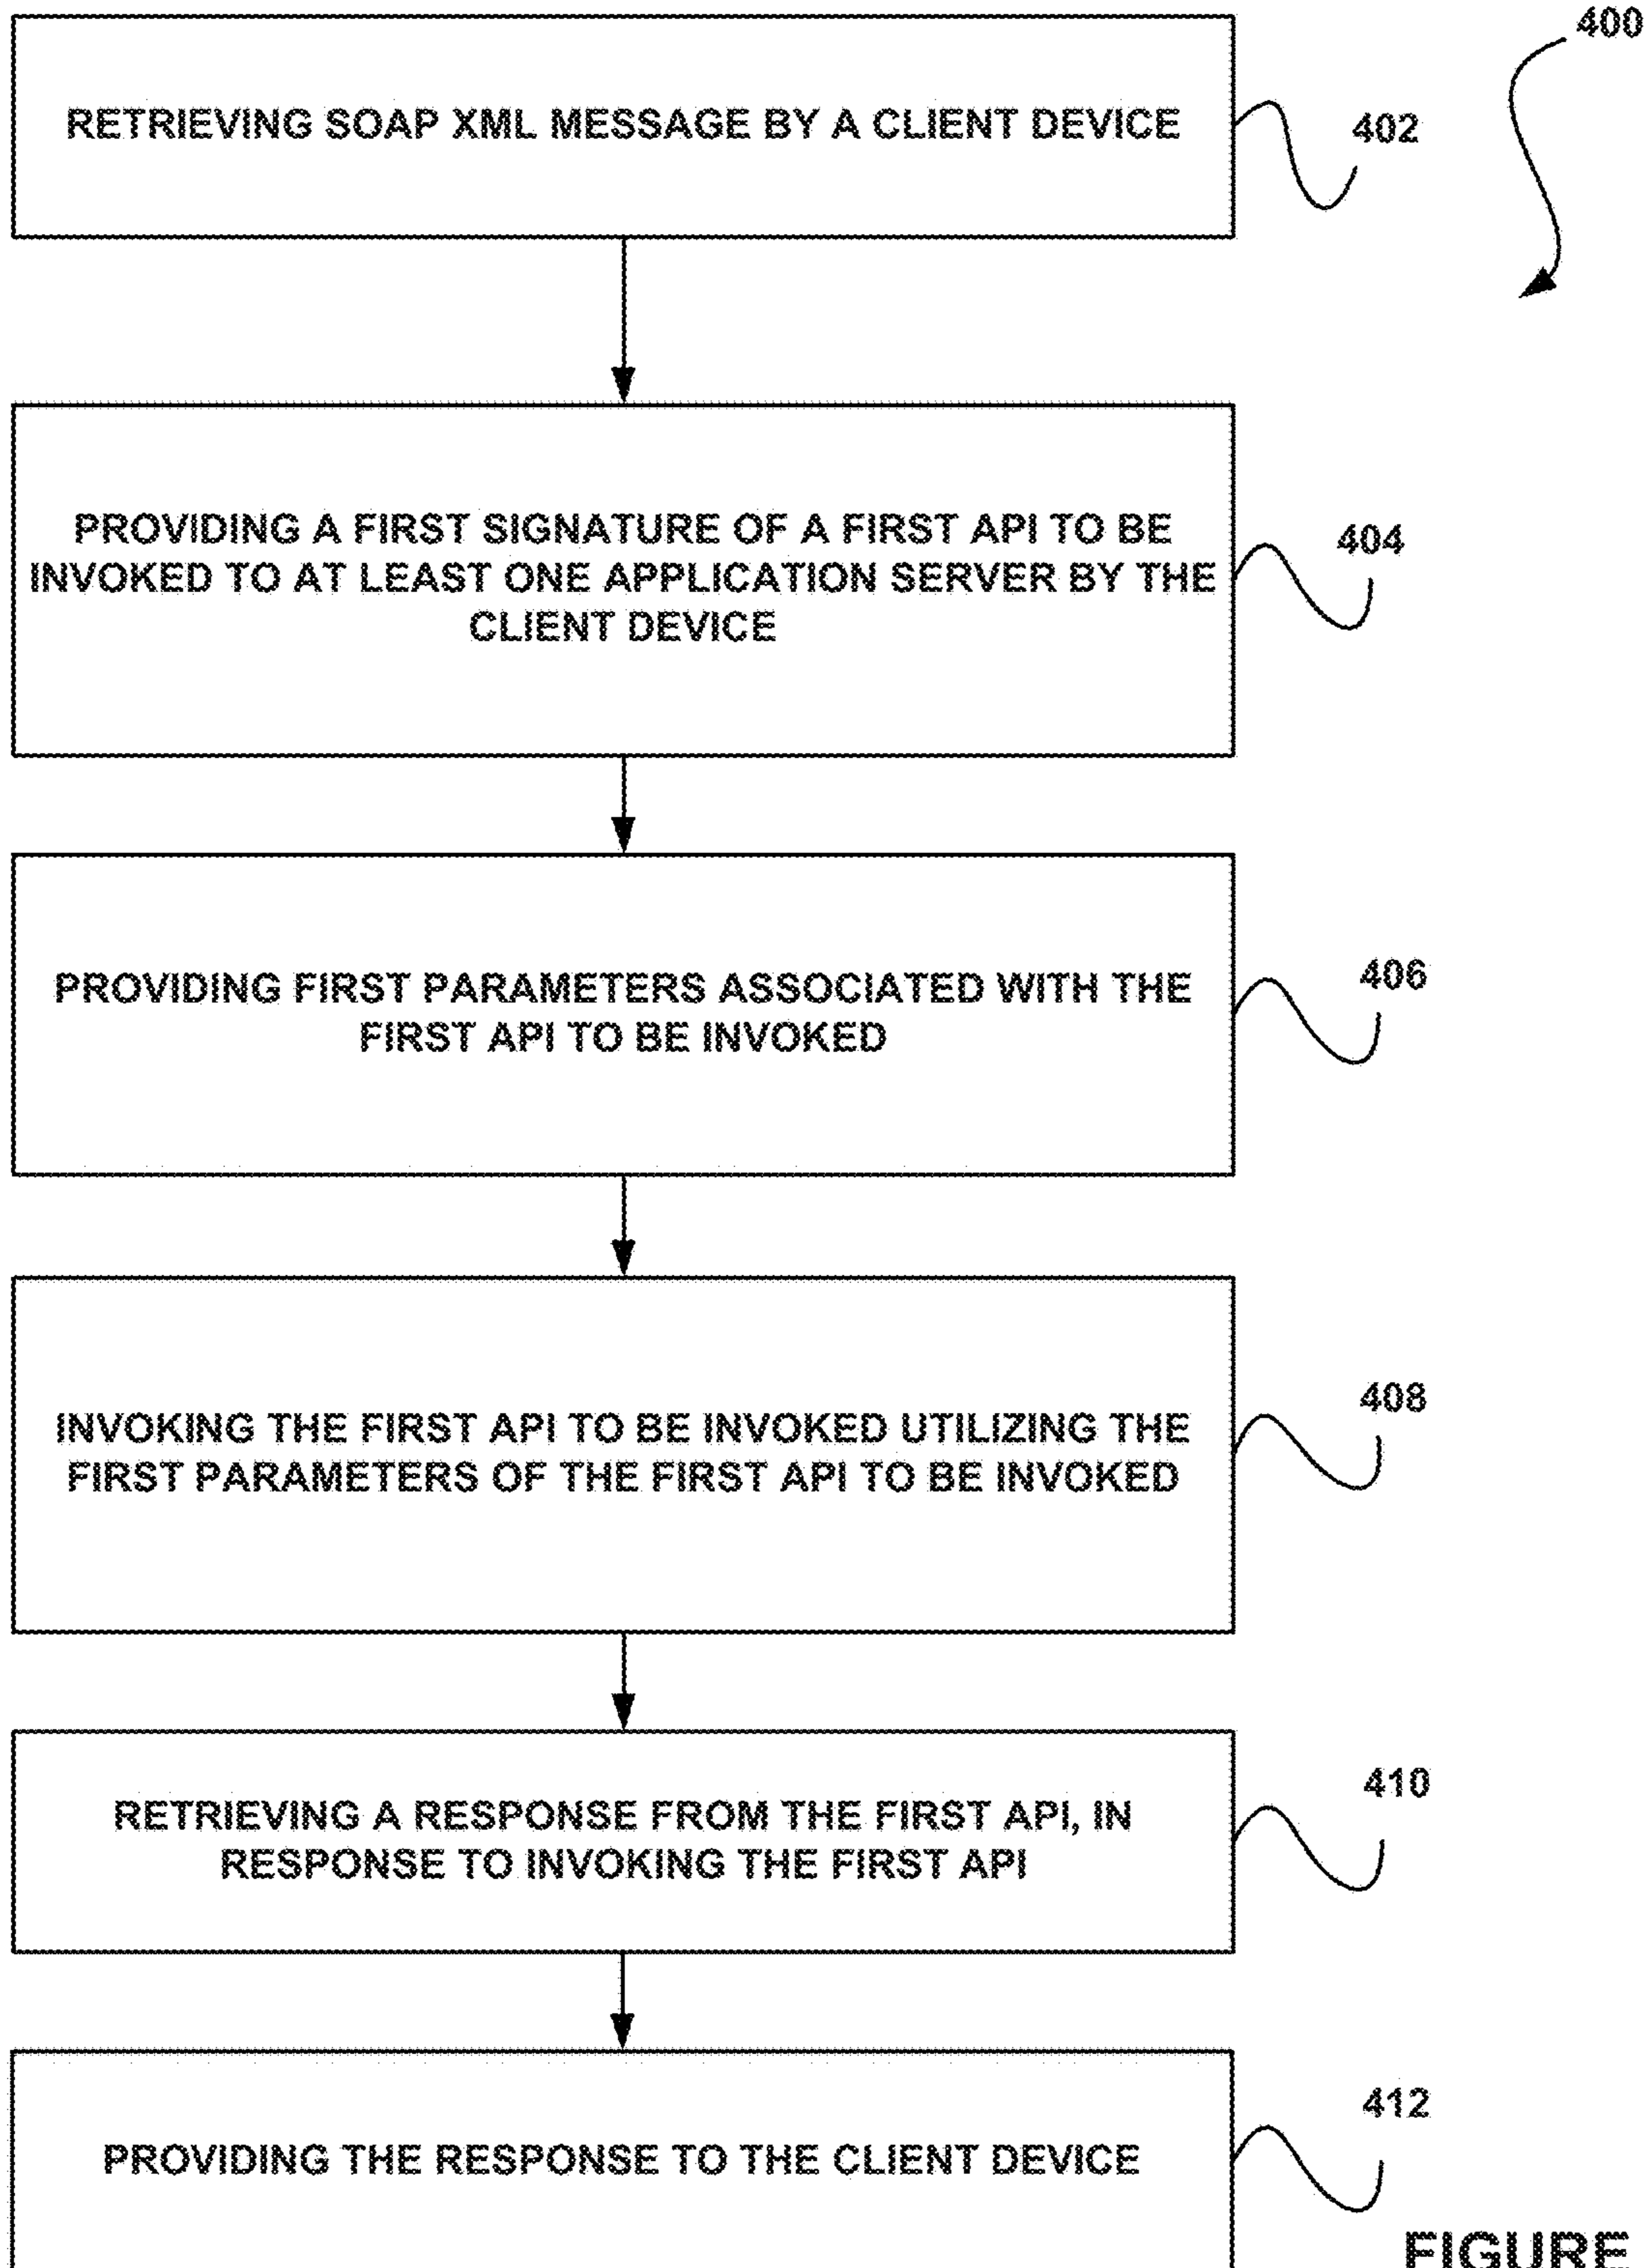 400
RETRIEVING SOAP XML MESSAGE BY A CLIENT DEVICE
402
PROVIDING A FIRST SIGNATURE OF A FIRST API TO BE
INVOKED TO AT LEAST ONE APPLICATION SERVER BY THE
CLIENT DEVICE
404
PROVIDING FIRST PARAMETERS ASSOCIATED WITH THE
FIRST API TO BE INVOKED
406
INVOKING THE FIRST API TO BE INVOKED UTILIZING THE
FIRST PARAMETERS OF THE FIRST API TO BE INVOKED
408
RETRIEVING A RESPONSE FROM THE FIRST API, IN
RESPONSE TO INVOKING THE FIRST API
410
PROVIDING THE RESPONSE TO THE CLIENT DEVICE
412
FIGURE